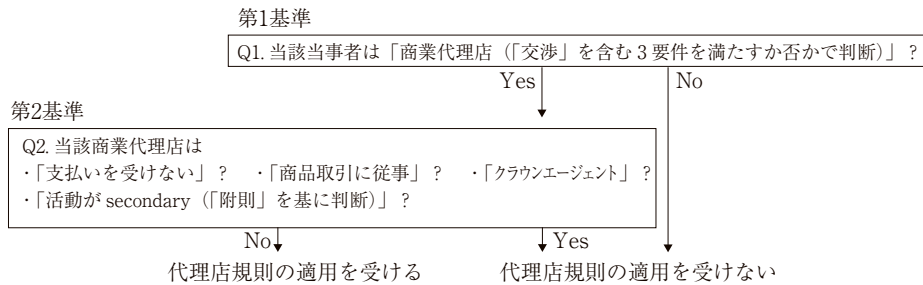 第1基準
Q1. 当該当事者は「商業代理店（「交渉」を含む3要件を満たすか否かで判断）」?
Yes No
第2基準
Q2. 当該商業代理店は
・「支払いを受けない」? ・「商品取引に従事」? ・「クラウンエージェント」?
・「活動が secondary（「附則」を基に判断）」?
No Yes
代理店規則の適用を受ける 代理店規則の適用を受けない